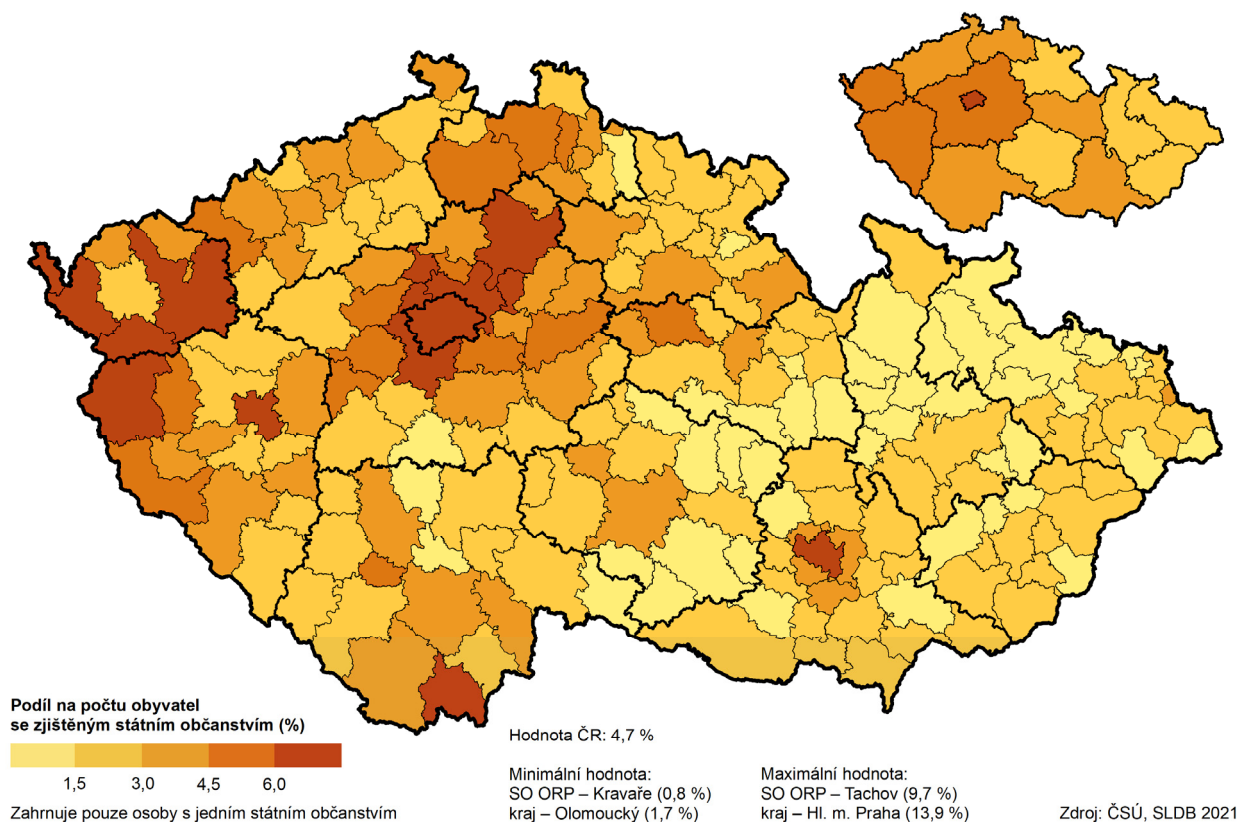 Podíl na počtu obyvatel
se zjištěným státním občanstvím (%)
1,5 3,0 4,5 6,0
Zahrnuje pouze osoby s jedním státním občanstvím
Hodnota ČR: 4,7 %
Minimální hodnota:
SO ORP – Kravaře (0,8 %)
kraj – Olomoucký (1,7 %)
Maximální hodnota:
SO ORP – Tachov (9,7 %)
kraj – Hl. m. Praha (13,9 %)
Zdroj: ČSÚ, SLDB 2021